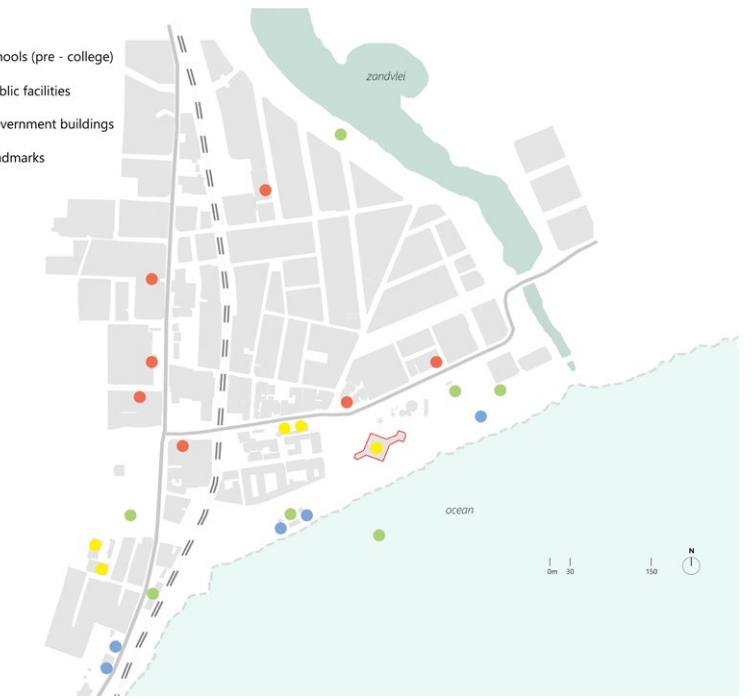 hools (pre - college)
blic facilities
vernment buildings
dmarks
zandvlei
ocean
N
0m 30 150